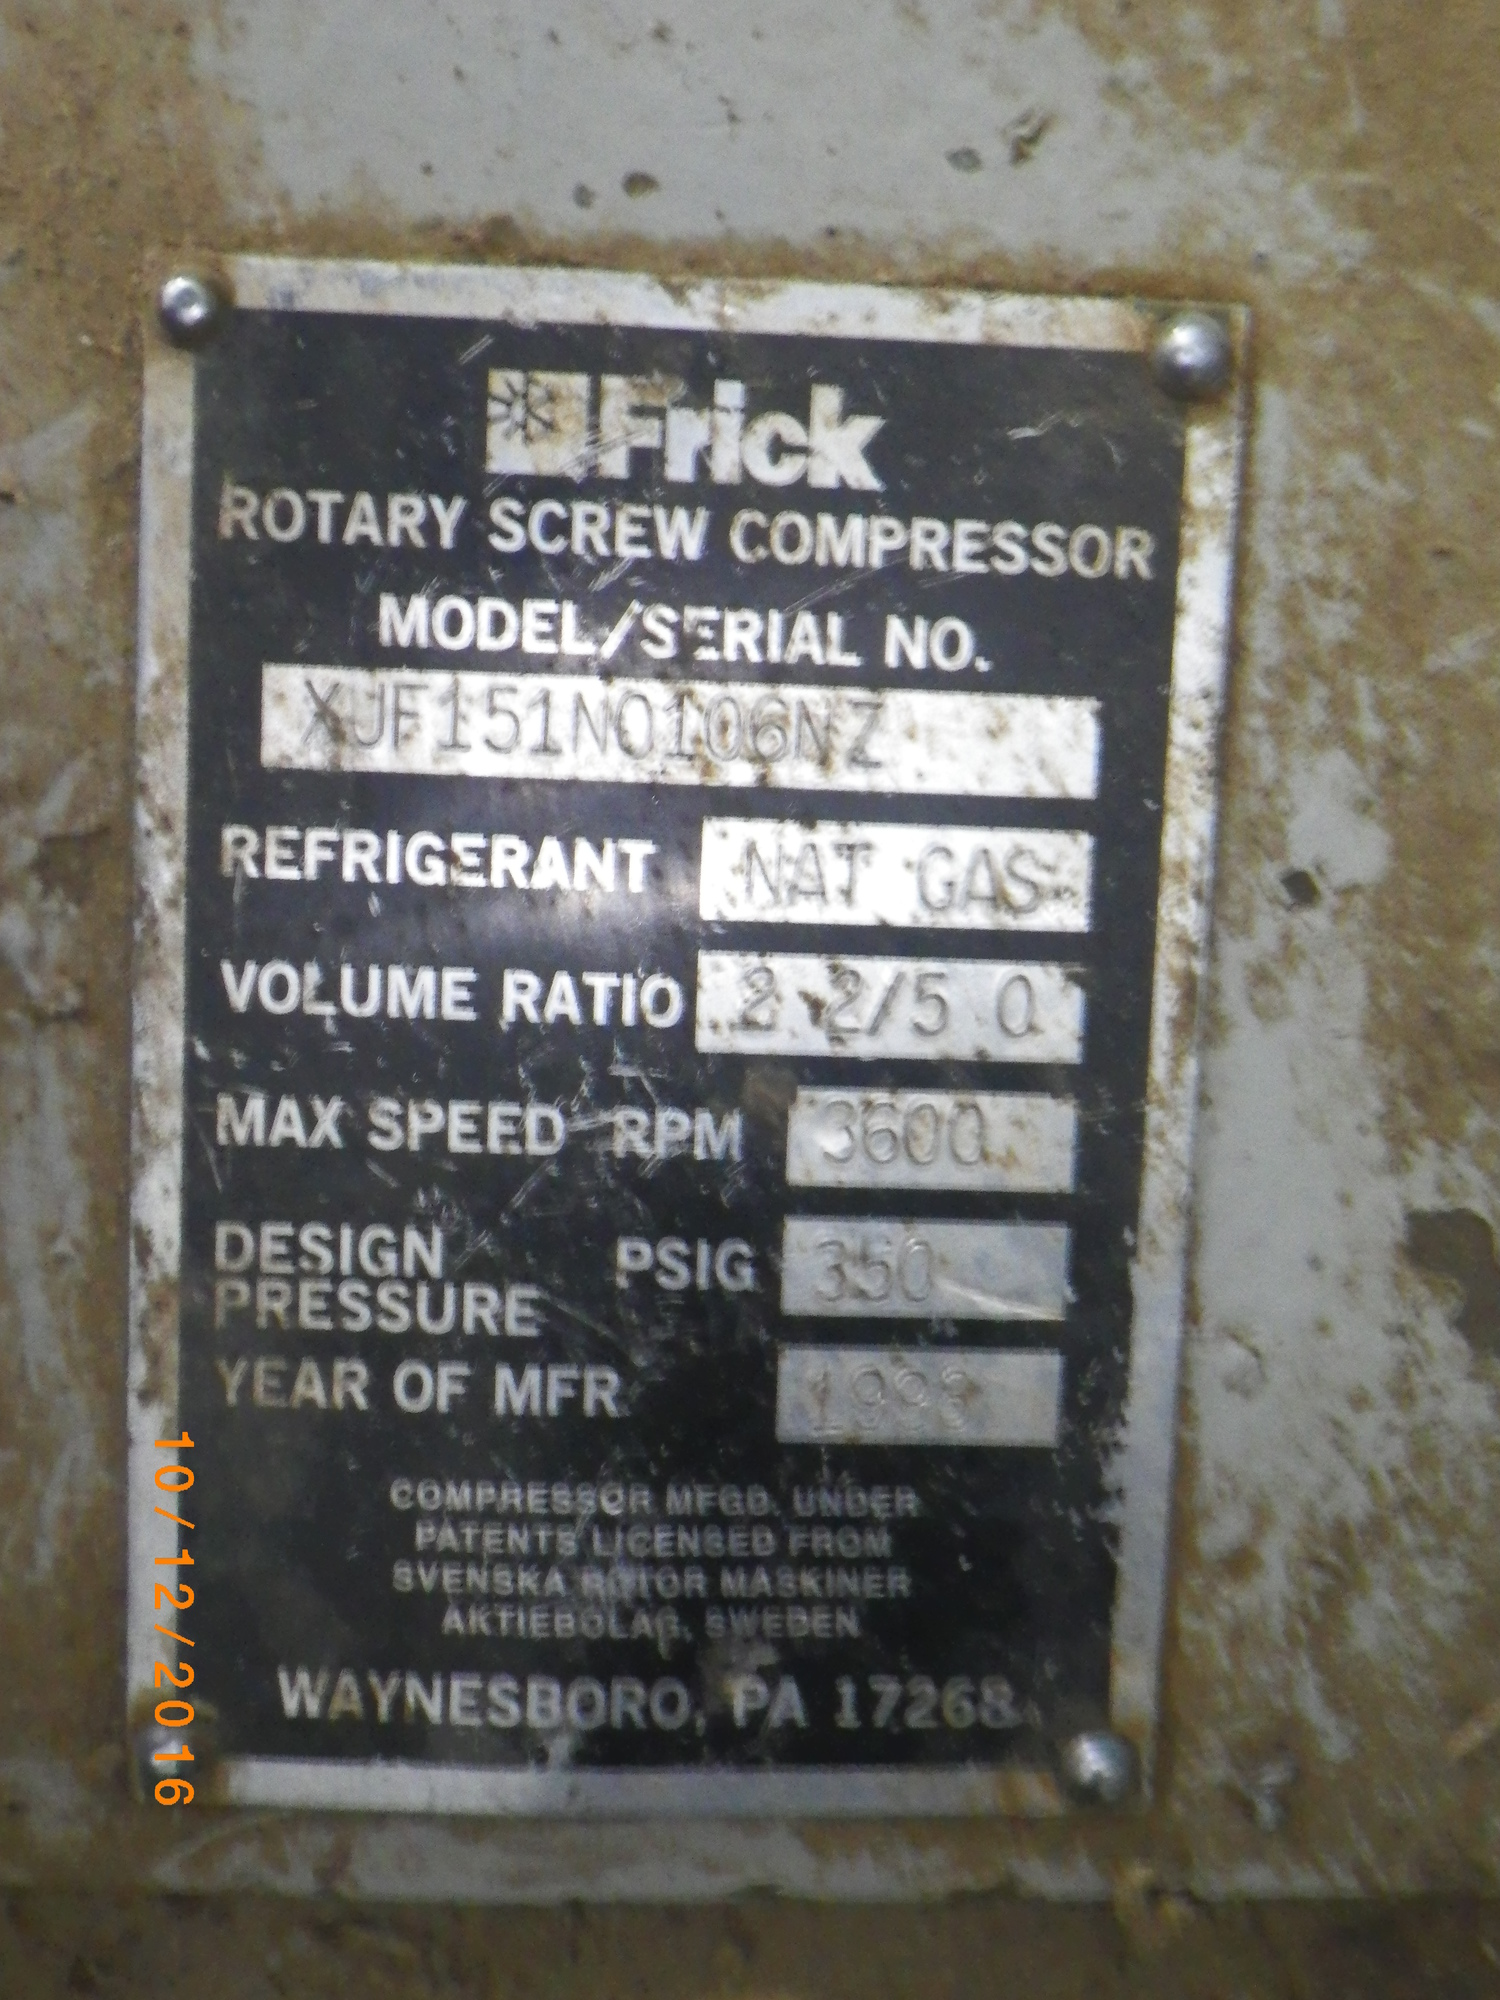 Frick
ROTARY SCREW COMPRESSOR
MODEL/SERIAL NO.
XJF151N0106NZ
REFRIGERANT NAT GAS
VOLUME RATIO 2 2/5 0
MAX SPEED RPM 3600
DESIGN PRESSURE PSIG 350
YEAR OF MFR
COMPRESSOR MFGD. UNDER
PATENTS LICENSED FROM
SVENSKA ROTOR MASKINER
AKTIEBOLAG, SWEDEN
WAYNESBORO, PA 17268
10/12/2016